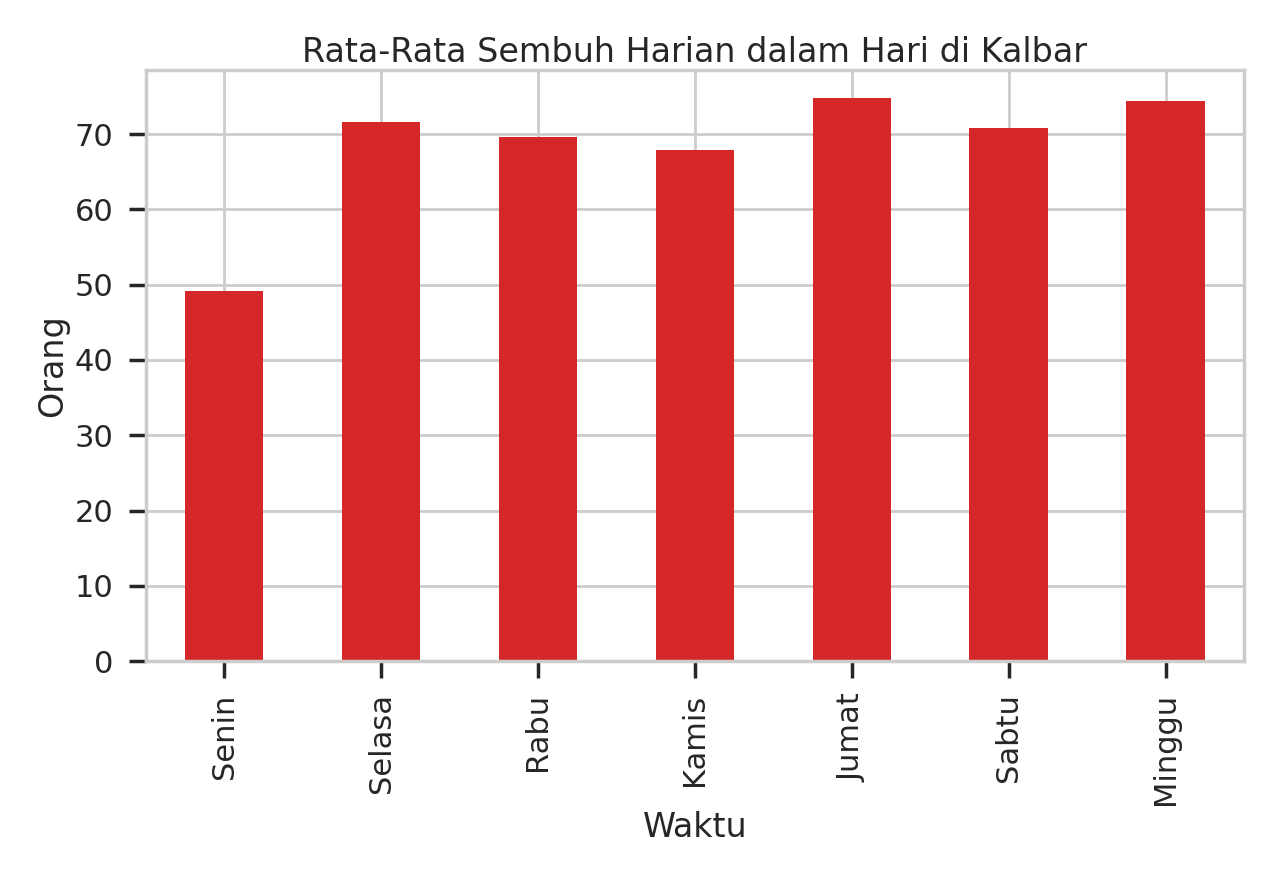 Rata-Rata Sembuh Harian dalam Hari di Kalbar
Orang
70
60
50
40
30
20
10
0
Senin
Selasa
Rabu
Kamis
Jumat
Sabtu
Minggu
Waktu